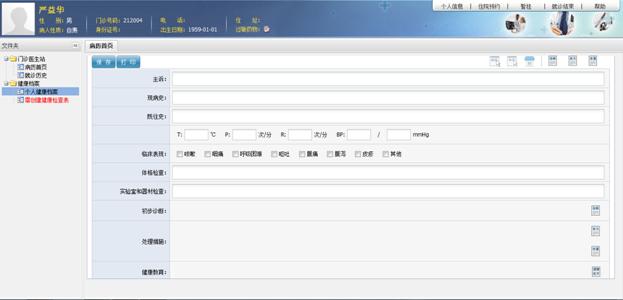 个人信息 | 住院预约 | 暂挂 | 就诊结束 | 帮助
严益华
性 别: 男 门诊号码: 212004 电 话: 住 址:
病人性质: 自费 身份证号: 出生日期: 1959-01-01 过敏药物:
文件夹 病历首页
门诊医生站
病历首页
就诊历史
健康档案
个人健康档案
需创建健康检查表
保 存 打 印
主诉:
现病史:
既往史:
T: ℃ P: 次/分 R: 次/分 BP: / mmHg
临床表现: 咳嗽 咽痛 呼吸困难 呕吐 腹痛 腹泻 皮疹 其他
体格检查:
实验室和器材检查:
初步诊断:
处理措施:
健康教育: